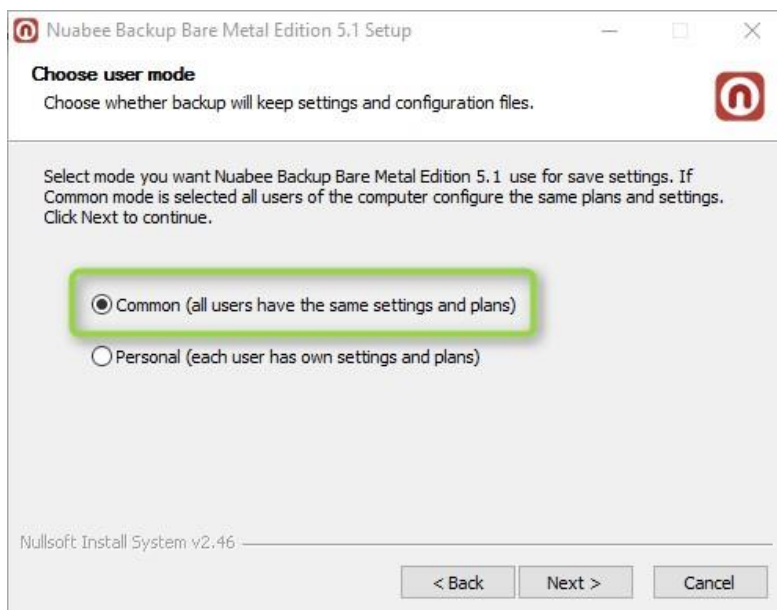 Nuabee Backup Bare Metal Edition 5.1 Setup
Choose user mode
Choose whether backup will keep settings and configuration files.
Select mode you want Nuabee Backup Bare Metal Edition 5.1 use for save settings. If
Common mode is selected all users of the computer configure the same plans and settings.
Click Next to continue.
Common (all users have the same settings and plans)
Personal (each user has own settings and plans)
Nullsoft Install System v2.46
< Back Next > Cancel